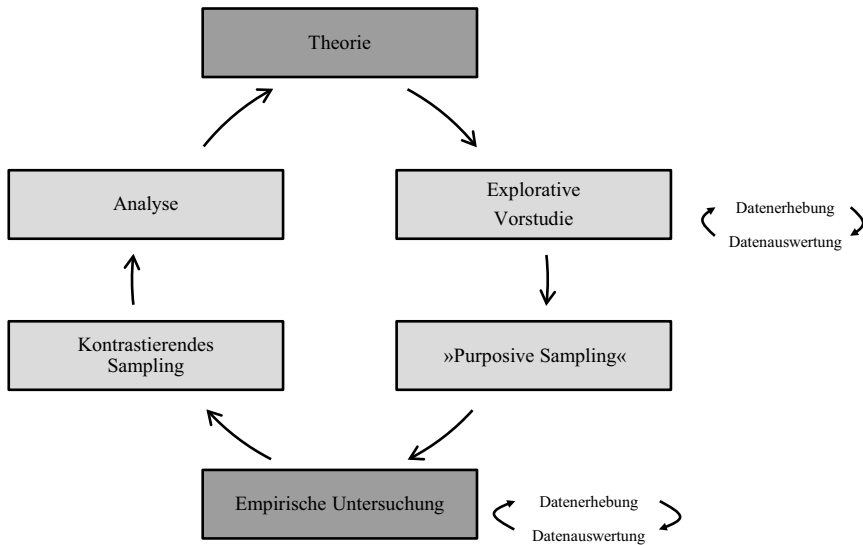 Theorie
Analyse
Explorative
Vorstudie
Datenerhebung
Datenauswertung
Kontrastierendes
Sampling
»Purposive Sampling«
Empirische Untersuchung
Datenerhebung
Datenauswertung